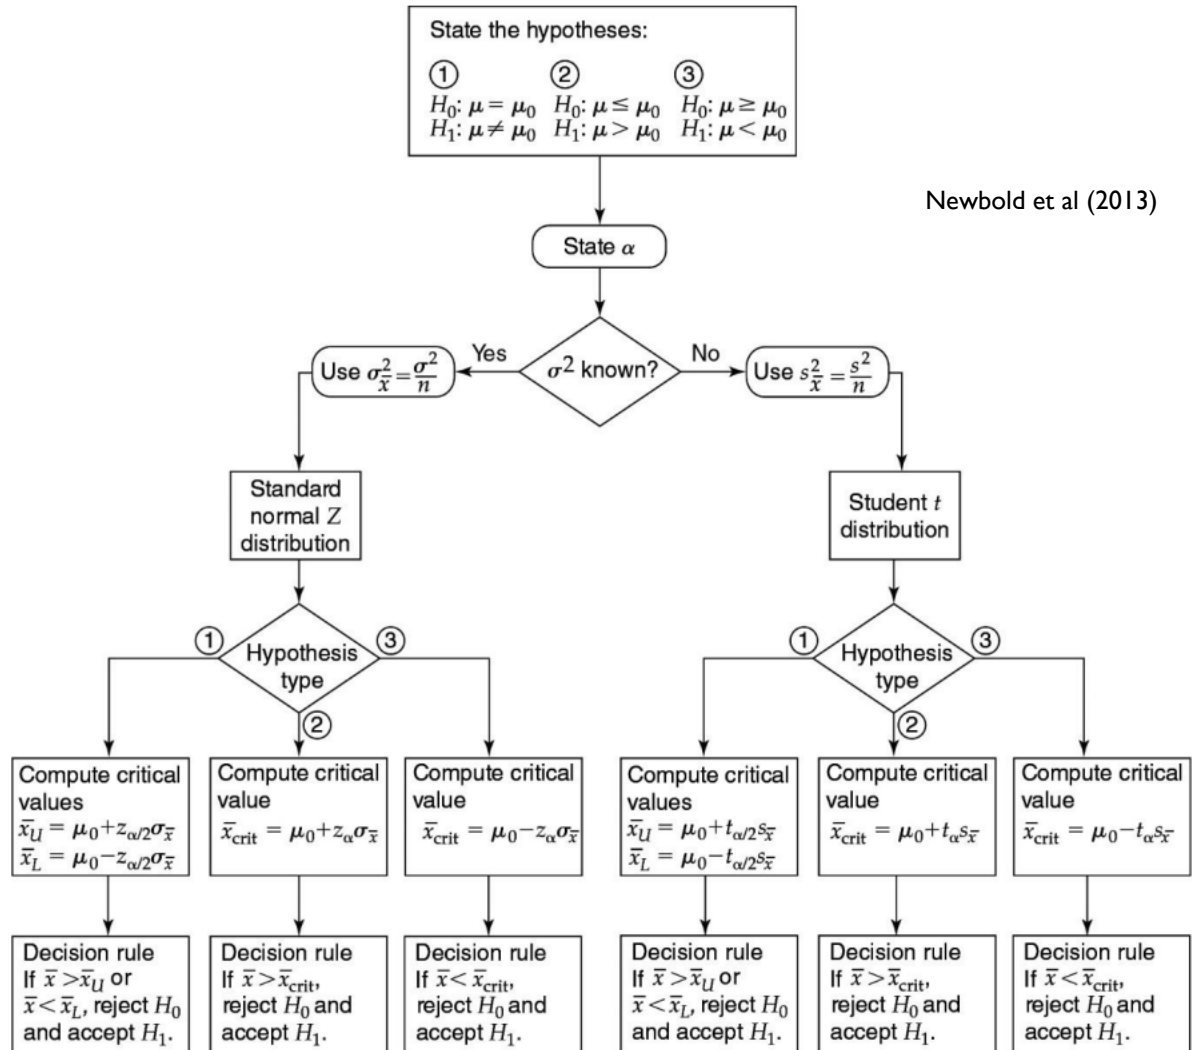 State the hypotheses:
① ② ③
H₀: μ = μ₀ H₀: μ ≤ μ₀ H₀: μ ≥ μ₀
H₁: μ ≠ μ₀ H₁: μ > μ₀ H₁: μ < μ₀
Newbold et al (2013)
State α
σ² known?
Yes
No
Use σ²x̄ = σ²/n
Use s²x̄ = s²/n
Standard
normal Z
distribution
Student t
distribution
① ③
Hypothesis
type
②
① ③
Hypothesis
type
②
Compute critical
values
x̄U = μ₀+zα/2σx̄
x̄L = μ₀−zα/2σx̄
Compute critical
value
x̄crit = μ₀+zασx̄
Compute critical
value
x̄crit = μ₀−zασx̄
Compute critical
values
x̄U = μ₀+tα/2sx̄
x̄L = μ₀−tα/2sx̄
Compute critical
value
x̄crit = μ₀+tαsx̄
Compute critical
value
x̄crit = μ₀−tαsx̄
Decision rule
If x̄ >x̄U or
x̄ <x̄L, reject H₀
and accept H₁.
Decision rule
If x̄ >x̄crit,
reject H₀ and
accept H₁.
Decision rule
If x̄ < x̄crit,
reject H₀ and
accept H₁.
Decision rule
If x̄ >x̄U or
x̄ <x̄L, reject H₀
and accept H₁.
Decision rule
If x̄ >x̄crit,
reject H₀ and
accept H₁.
Decision rule
If x̄ <x̄crit,
reject H₀ and
accept H₁.